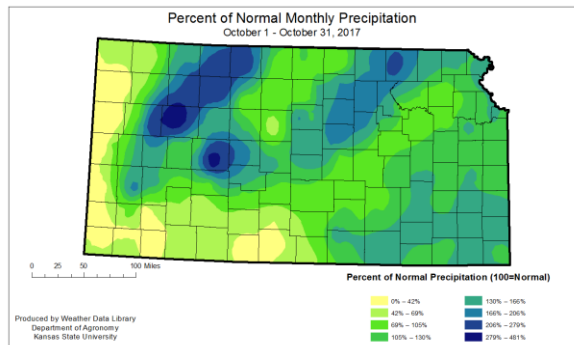 Percent of Normal Monthly Precipitation
October 1 - October 31, 2017
0 25 50 100 Miles
Percent of Normal Precipitation (100=Normal)
0% - 42%
42% - 69%
69% - 105%
105% - 130%
130% - 166%
166% - 206%
206% - 279%
279% - 481%
Produced by Weather Data Library
Department of Agronomy
Kansas State University